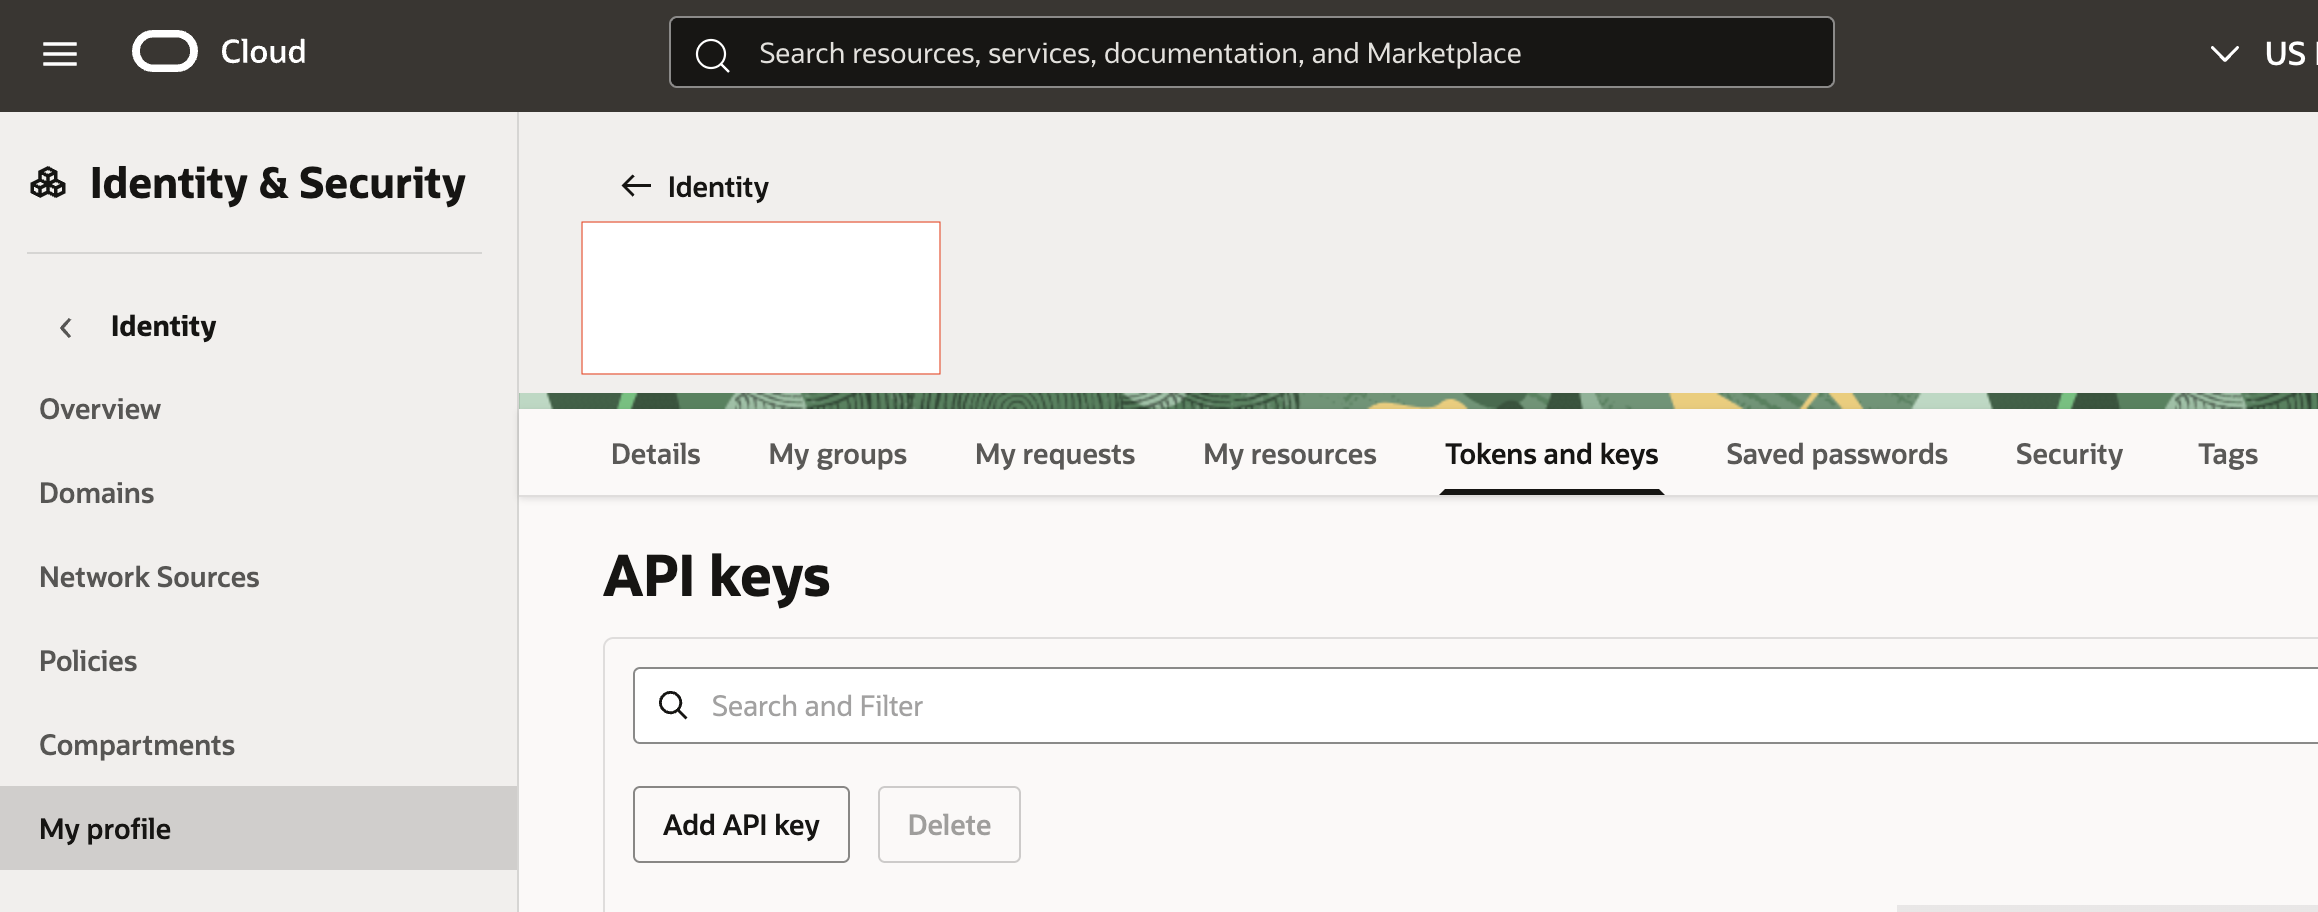 Cloud
Search resources, services, documentation, and Marketplace
US
Identity & Security
Identity
Overview
Domains
Network Sources
Policies
Compartments
My profile
Identity
Details My groups My requests My resources Tokens and keys Saved passwords Security Tags
API keys
Search and Filter
Add API key Delete